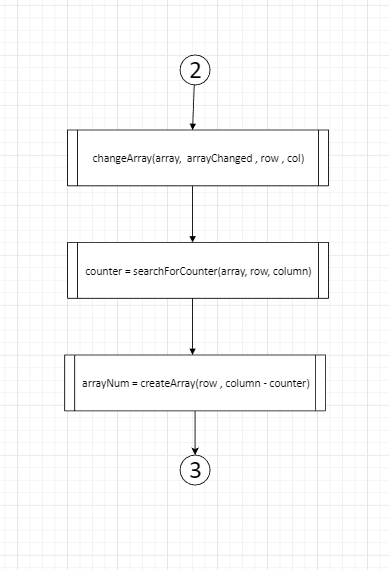 2
changeArray(array, arrayChanged , row , col)
counter = searchForCounter(array, row, column)
arrayNum = createArray(row , column - counter)
3